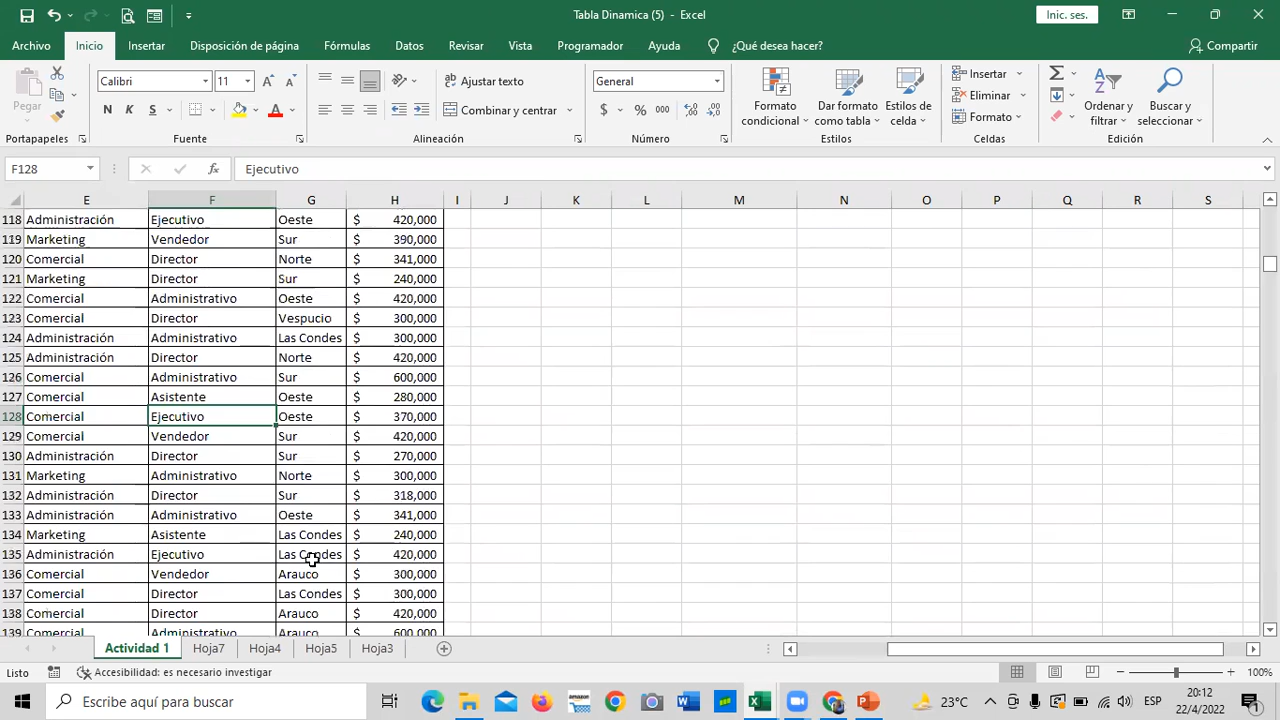 Tabla Dinamica (5) - Excel
Inic. ses.
Archivo Inicio Insertar Disposición de página Fórmulas Datos Revisar Vista Programador Ayuda ¿Qué desea hacer? Compartir
Pegar
Calibri 11
N K S
Ajustar texto
Combinar y centrar
General
$ % 000
Formato condicional
Dar formato como tabla
Estilos de celda
Insertar
Eliminar
Formato
Ordenar y filtrar
Buscar y seleccionar
Portapapeles Fuente Alineación Número Estilos Celdas Edición
F128 fx Ejecutivo
E F G H I J K L M N O P Q R S
118 Administración Ejecutivo Oeste $ 420,000
119 Marketing Vendedor Sur $ 390,000
120 Comercial Director Norte $ 341,000
121 Marketing Director Sur $ 240,000
122 Comercial Administrativo Oeste $ 420,000
123 Comercial Director Vespucio $ 300,000
124 Administración Administrativo Las Condes $ 300,000
125 Administración Director Norte $ 420,000
126 Comercial Administrativo Sur $ 600,000
127 Comercial Asistente Oeste $ 280,000
128 Comercial Ejecutivo Oeste $ 370,000
129 Comercial Vendedor Sur $ 420,000
130 Administración Director Sur $ 270,000
131 Marketing Administrativo Norte $ 300,000
132 Administración Director Sur $ 318,000
133 Administración Administrativo Oeste $ 341,000
134 Marketing Asistente Las Condes $ 240,000
135 Administración Ejecutivo Las Condes $ 420,000
136 Comercial Vendedor Arauco $ 300,000
137 Comercial Director Las Condes $ 300,000
138 Comercial Director Arauco $ 420,000
139 Comercial Administrativo Arauco $ 600,000
Actividad 1 Hoja7 Hoja4 Hoja5 Hoja3
Listo Accesibilidad: es necesario investigar 100%
Escribe aquí para buscar
23°C
ESP
20:12
22/4/2022